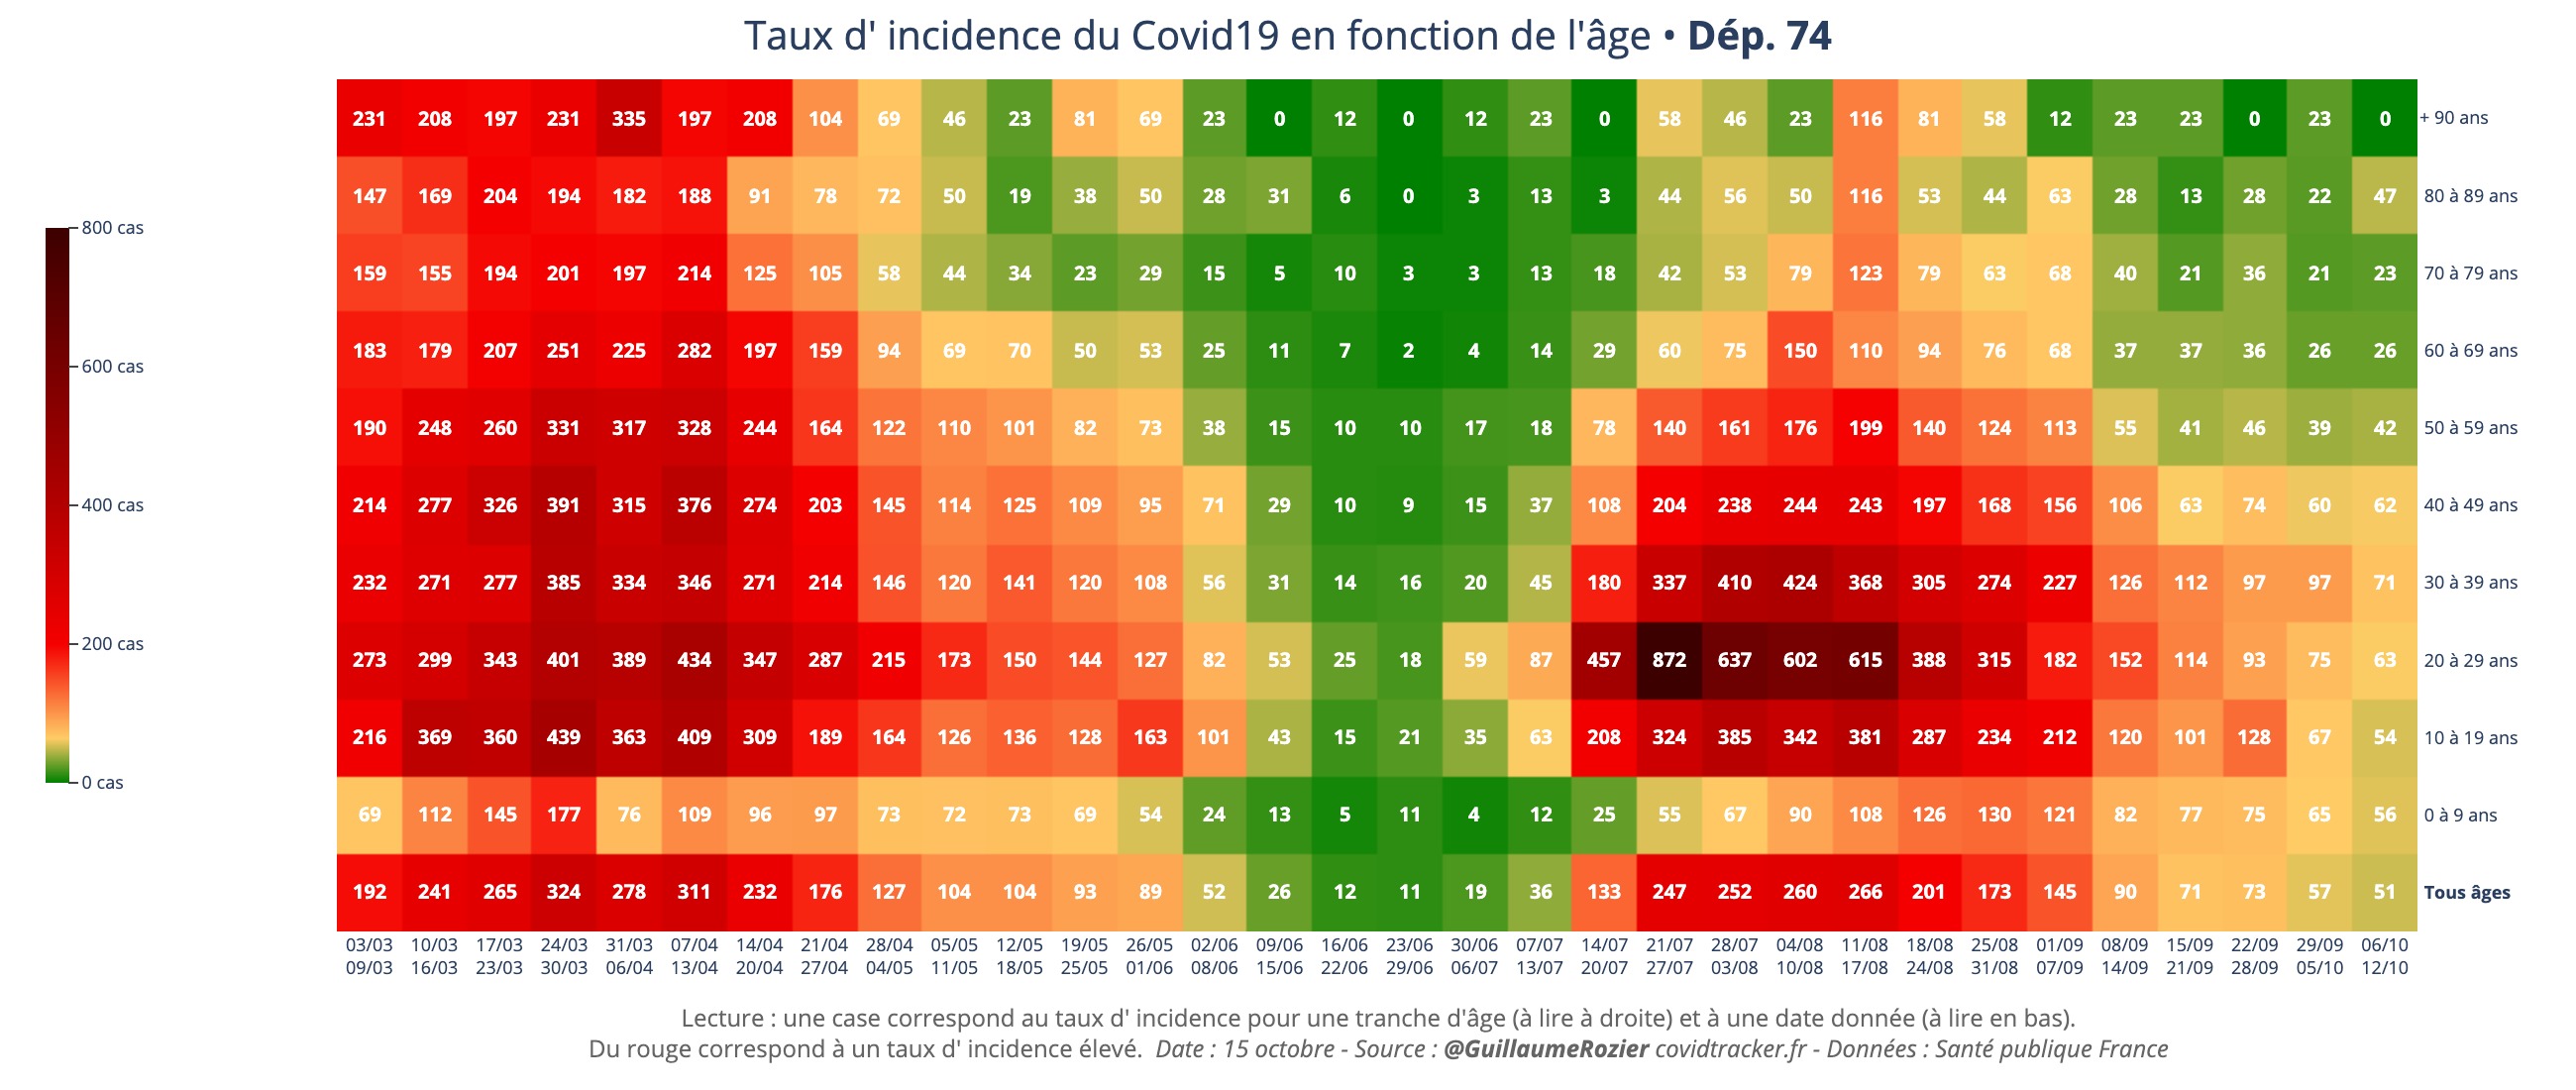 Taux d' incidence du Covid19 en fonction de l'âge • Dép. 74
800 cas
600 cas
400 cas
200 cas
0 cas
231 208 197 231 335 197 208 104 69 46 23 81 69 23 0 12 0 12 23 0 58 46 23 116 81 58 12 23 23 0 23 0 + 90 ans
147 169 204 194 182 188 91 78 72 50 19 38 50 28 31 6 0 3 13 3 44 56 50 116 53 44 63 28 13 28 22 47 80 à 89 ans
159 155 194 201 197 214 125 105 58 44 34 23 29 15 5 10 3 3 13 18 42 53 79 123 79 63 68 40 21 36 21 23 70 à 79 ans
183 179 207 251 225 282 197 159 94 69 70 50 53 25 11 7 2 4 14 29 60 75 150 110 94 76 68 37 37 36 26 26 60 à 69 ans
190 248 260 331 317 328 244 164 122 110 101 82 73 38 15 10 10 17 18 78 140 161 176 199 140 124 113 55 41 46 39 42 50 à 59 ans
214 277 326 391 315 376 274 203 145 114 125 109 95 71 29 10 9 15 37 108 204 238 244 243 197 168 156 106 63 74 60 62 40 à 49 ans
232 271 277 385 334 346 271 214 146 120 141 120 108 56 31 14 16 20 45 180 337 410 424 368 305 274 227 126 112 97 97 71 30 à 39 ans
273 299 343 401 389 434 347 287 215 173 150 144 127 82 53 25 18 59 87 457 872 637 602 615 388 315 182 152 114 93 75 63 20 à 29 ans
216 369 360 439 363 409 309 189 164 126 136 128 163 101 43 15 21 35 63 208 324 385 342 381 287 234 212 120 101 128 67 54 10 à 19 ans
69 112 145 177 76 109 96 97 73 72 73 69 54 24 13 5 11 4 12 25 55 67 90 108 126 130 121 82 77 75 65 56 0 à 9 ans
192 241 265 324 278 311 232 176 127 104 104 93 89 52 26 12 11 19 36 133 247 252 260 266 201 173 145 90 71 73 57 51 Tous âges
03/03 10/03 17/03 24/03 31/03 07/04 14/04 21/04 28/04 05/05 12/05 19/05 26/05 02/06 09/06 16/06 23/06 30/06 07/07 14/07 21/07 28/07 04/08 11/08 18/08 25/08 01/09 08/09 15/09 22/09 29/09 06/10
09/03 16/03 23/03 30/03 06/04 13/04 20/04 27/04 04/05 11/05 18/05 25/05 01/06 08/06 15/06 22/06 29/06 06/07 13/07 20/07 27/07 03/08 10/08 17/08 24/08 31/08 07/09 14/09 21/09 28/09 05/10 12/10
Lecture : une case correspond au taux d' incidence pour une tranche d'âge (à lire à droite) et à une date donnée (à lire en bas).
Du rouge correspond à un taux d' incidence élevé. Date : 15 octobre - Source : @GuillaumeRozier covidtracker.fr - Données : Santé publique France